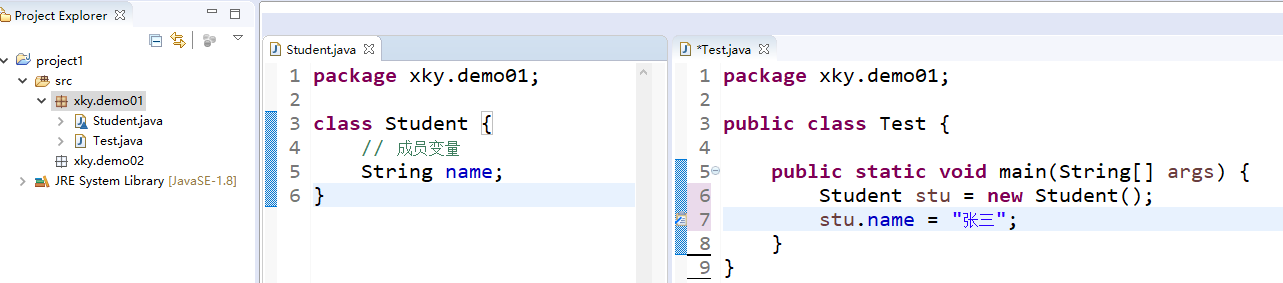 Project Explorer
project1
src
xky.demo01
Student.java
Test.java
xky.demo02
JRE System Library [JavaSE-1.8]
Student.java
1 package xky.demo01;
2
3 class Student {
4 // 成员变量
5 String name;
6 }
*Test.java
1 package xky.demo01;
2
3 public class Test {
4
5 public static void main(String[] args) {
6 Student stu = new Student();
7 stu.name = "张三";
8 }
9 }